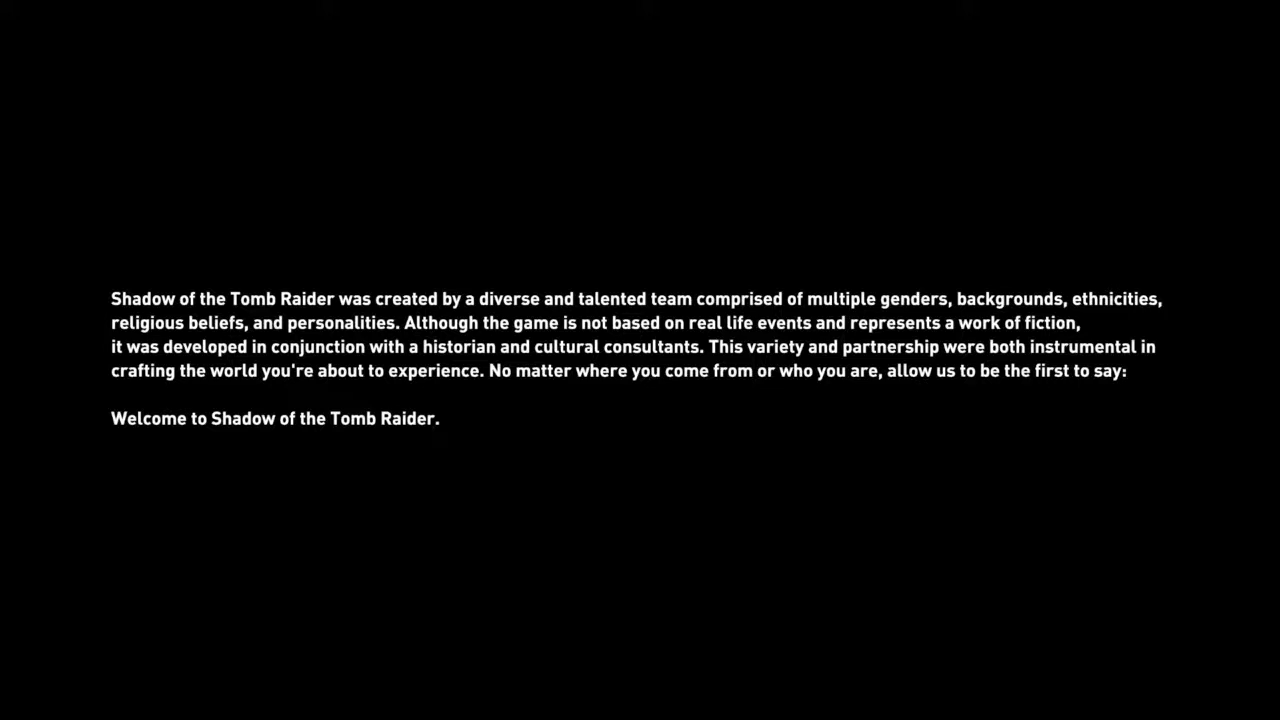 Shadow of the Tomb Raider was created by a diverse and talented team comprised of multiple genders, backgrounds, ethnicities,
religious beliefs, and personalities. Although the game is not based on real life events and represents a work of fiction,
it was developed in conjunction with a historian and cultural consultants. This variety and partnership were both instrumental in
crafting the world you're about to experience. No matter where you come from or who you are, allow us to be the first to say:
Welcome to Shadow of the Tomb Raider.